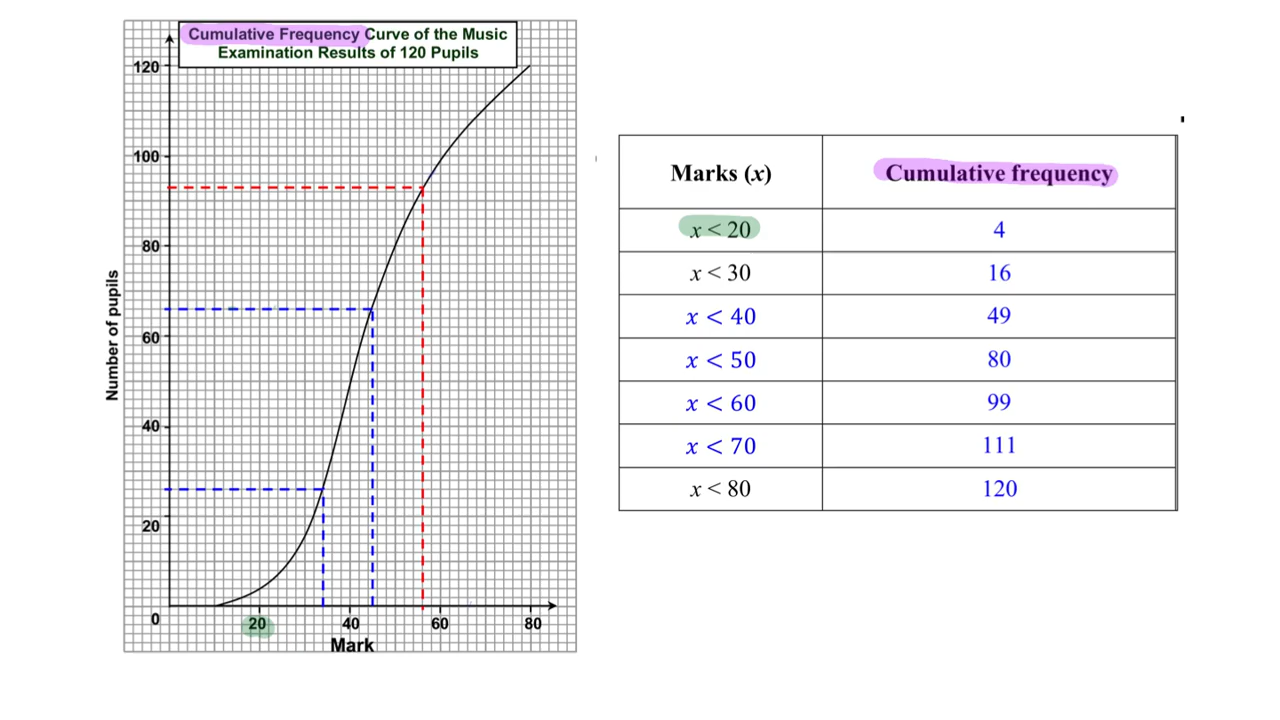 Cumulative Frequency Curve of the Music
Examination Results of 120 Pupils
120
100
80
60
40
20
0
20 40 60 80
Number of pupils
Mark
Marks (x) Cumulative frequency
x < 20 4
x < 30 16
x < 40 49
x < 50 80
x < 60 99
x < 70 111
x < 80 120